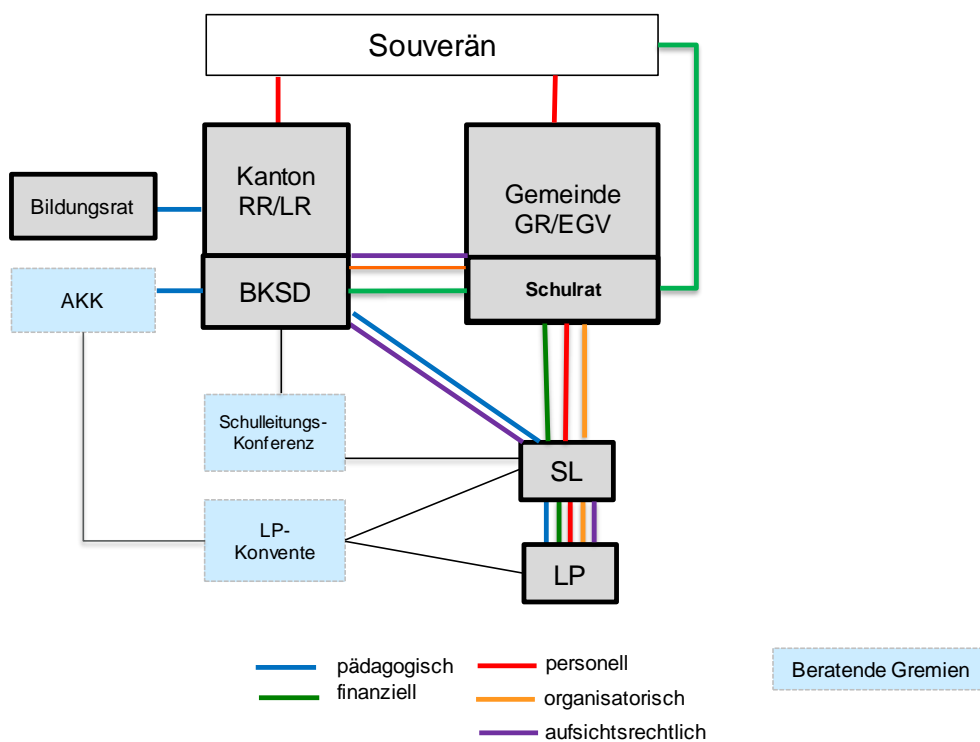 Souverän
Kanton
RR/LR
Gemeinde
GR/EGV
Bildungsrat
AKK
BKSD
Schulrat
Schulleitungs-
Konferenz
SL
LP-
Konvente
LP
pädagogisch
personell
finanziell
organisatorisch
aufsichtsrechtlich
Beratende Gremien